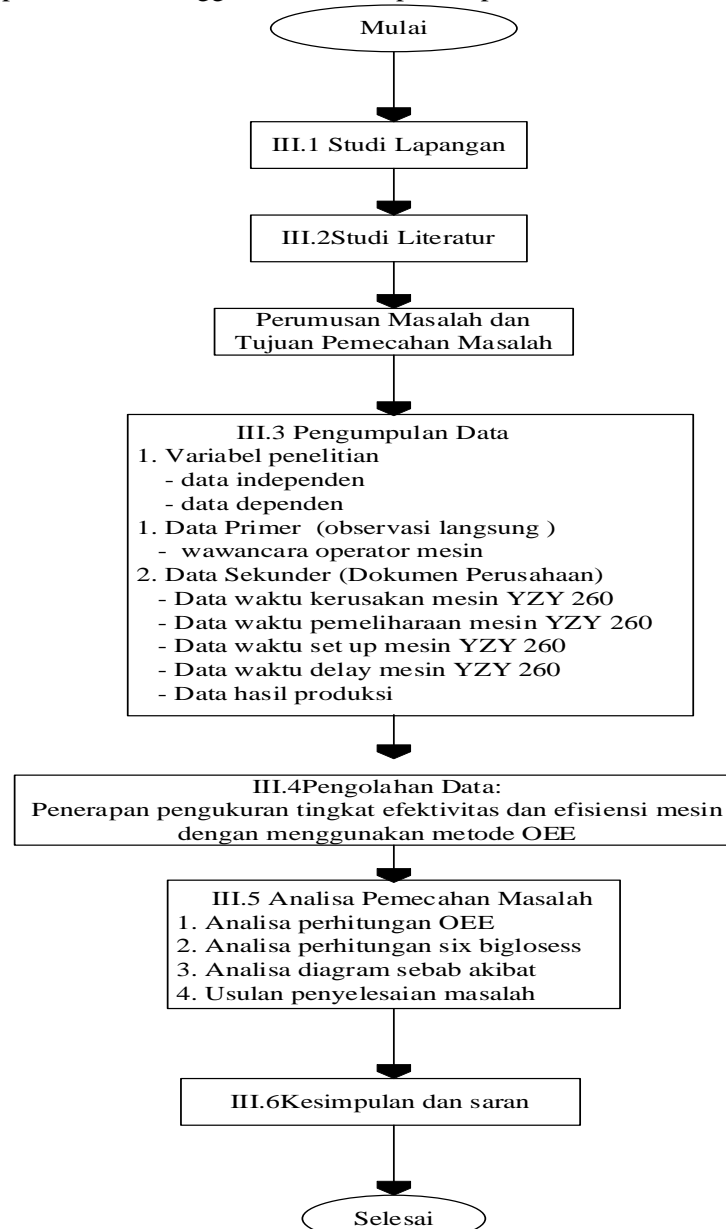 Mulai
III.1 Studi Lapangan
III.2Studi Literatur
Perumusan Masalah dan
Tujuan Pemecahan Masalah
III.3 Pengumpulan Data
1. Variabel penelitian
- data independen
- data dependen
1. Data Primer (observasi langsung )
- wawancara operator mesin
2. Data Sekunder (Dokumen Perusahaan)
- Data waktu kerusakan mesin YZY 260
- Data waktu pemeliharaan mesin YZY 260
- Data waktu set up mesin YZY 260
- Data waktu delay mesin YZY 260
- Data hasil produksi
III.4Pengolahan Data:
Penerapan pengukuran tingkat efektivitas dan efisiensi mesin
dengan menggunakan metode OEE
III.5 Analisa Pemecahan Masalah
1. Analisa perhitungan OEE
2. Analisa perhitungan six biglosess
3. Analisa diagram sebab akibat
4. Usulan penyelesaian masalah
III.6Kesimpulan dan saran
Selesai